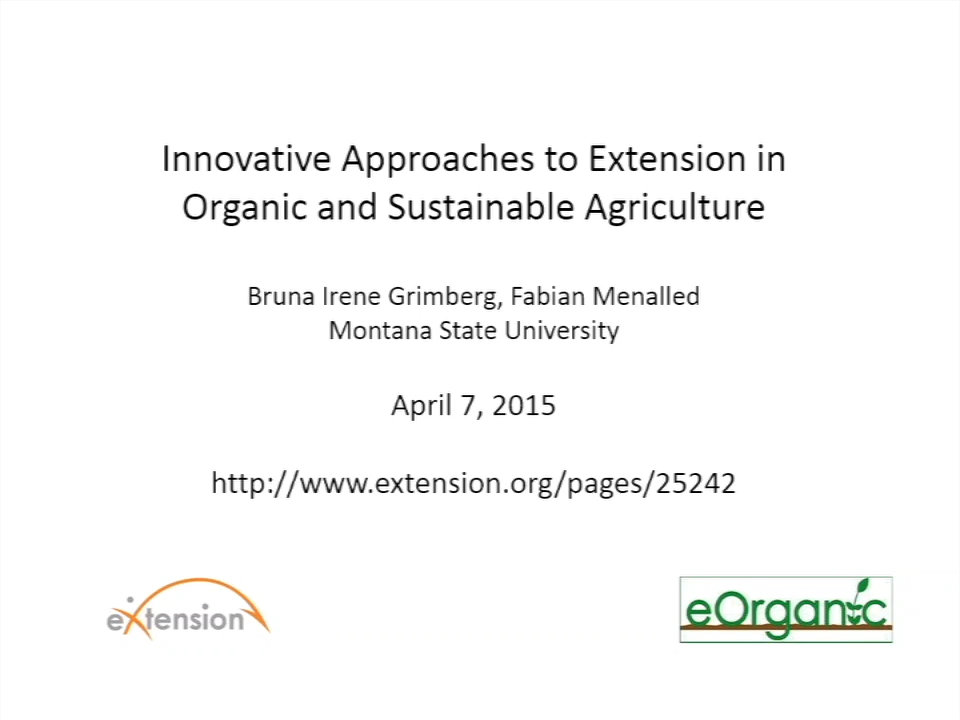 Innovative Approaches to Extension in
Organic and Sustainable Agriculture
Bruna Irene Grimberg, Fabian Menalled
Montana State University
April 7, 2015
http://www.extension.org/pages/25242
eXtension
eOrganic